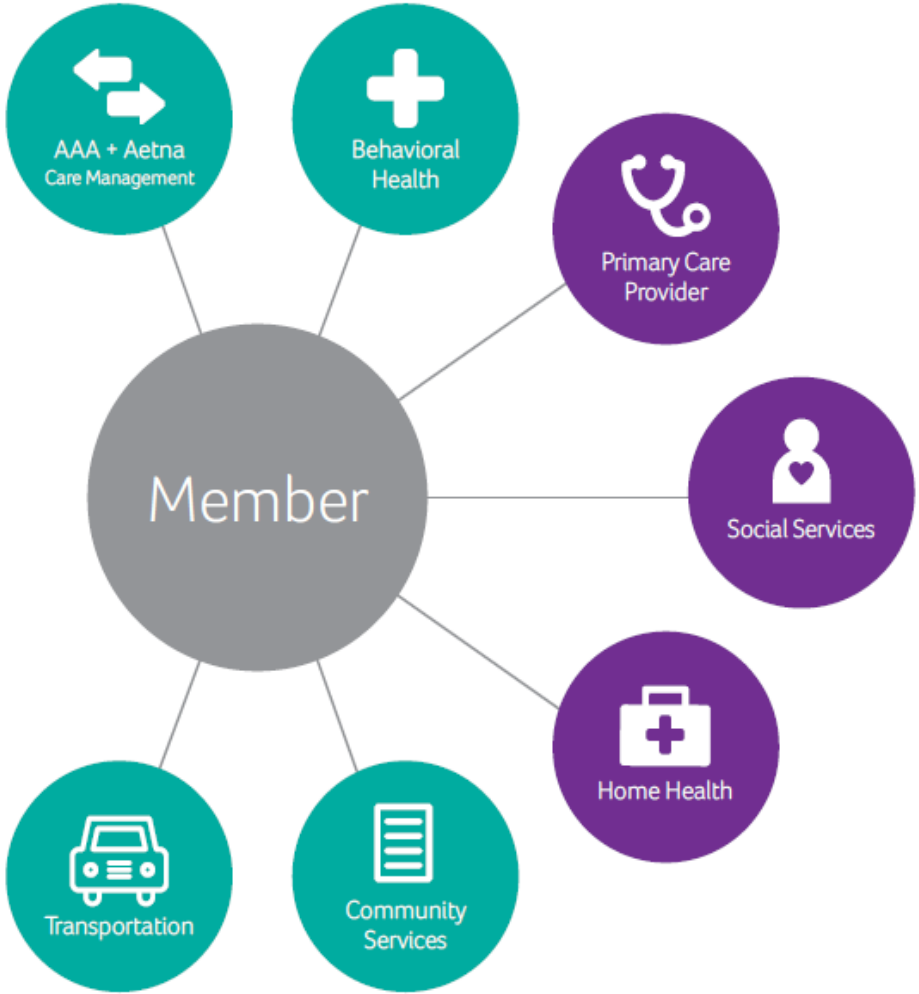 AAA + Aetna
Care Management
Behavioral
Health
Primary Care
Provider
Member
Social Services
Home Health
Transportation
Community
Services